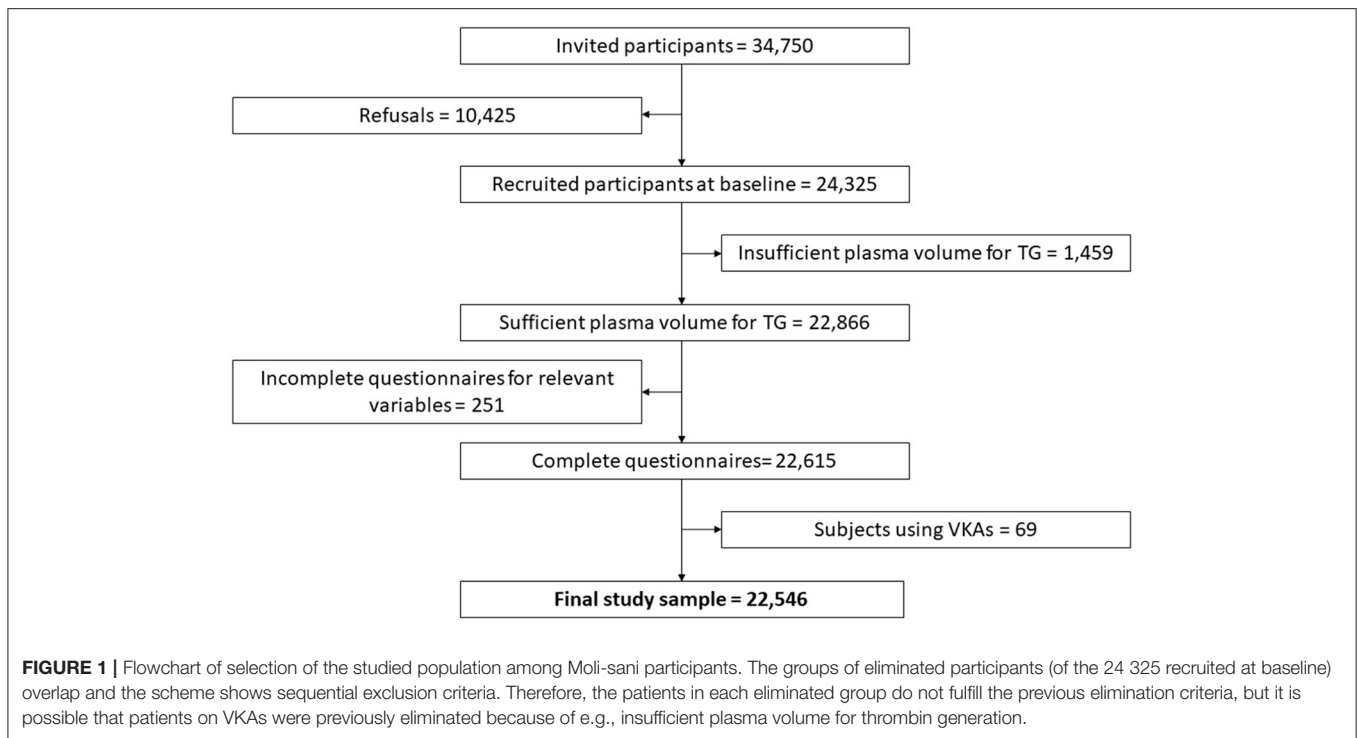 Invited participants = 34,750
Refusals = 10,425
Recruited participants at baseline = 24,325
Insufficient plasma volume for TG = 1,459
Sufficient plasma volume for TG = 22,866
Incomplete questionnaires for relevant
variables = 251
Complete questionnaires= 22,615
Subjects using VKAs = 69
Final study sample = 22,546
FIGURE 1 | Flowchart of selection of the studied population among Moli-sani participants. The groups of eliminated participants (of the 24 325 recruited at baseline)
overlap and the scheme shows sequential exclusion criteria. Therefore, the patients in each eliminated group do not fulfill the previous elimination criteria, but it is
possible that patients on VKAs were previously eliminated because of e.g., insufficient plasma volume for thrombin generation.